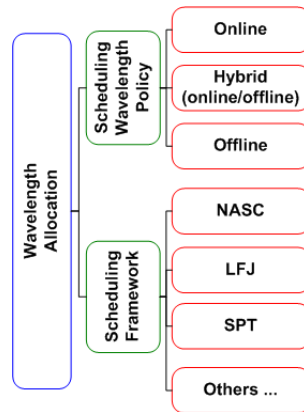 Wavelength
Allocation
Scheduling
Wavelength
Policy
Online
Hybrid
(online/offline)
Offline
Scheduling
Framework
NASC
LFJ
SPT
Others ...